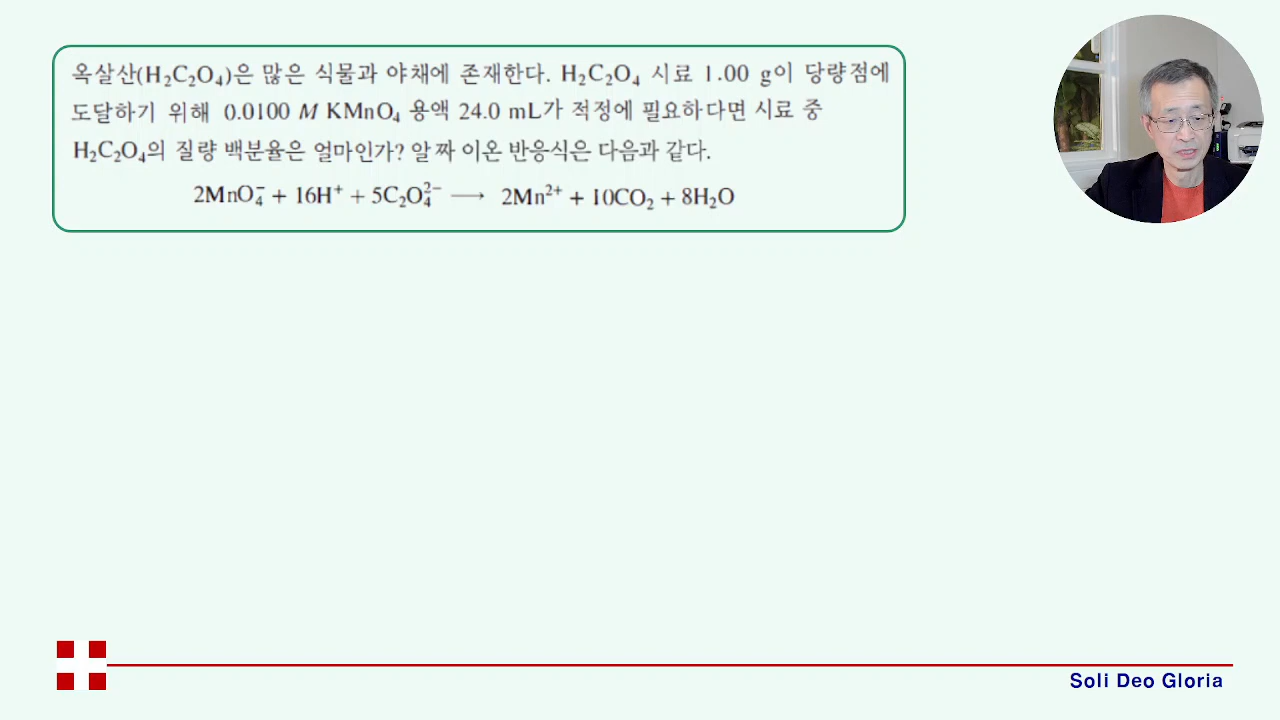 옥살산(H₂C₂O₄)은 많은 식물과 야채에 존재한다. H₂C₂O₄ 시료 1.00 g이 당량점에
도달하기 위해 0.0100 M KMnO₄ 용액 24.0 mL가 적정에 필요하다면 시료 중
H₂C₂O₄의 질량 백분율은 얼마인가? 알짜 이온 반응식은 다음과 같다.
2MnO₄⁻ + 16H⁺ + 5C₂O₄²⁻ ⟶ 2Mn²⁺ + 10CO₂ + 8H₂O
Soli Deo Gloria